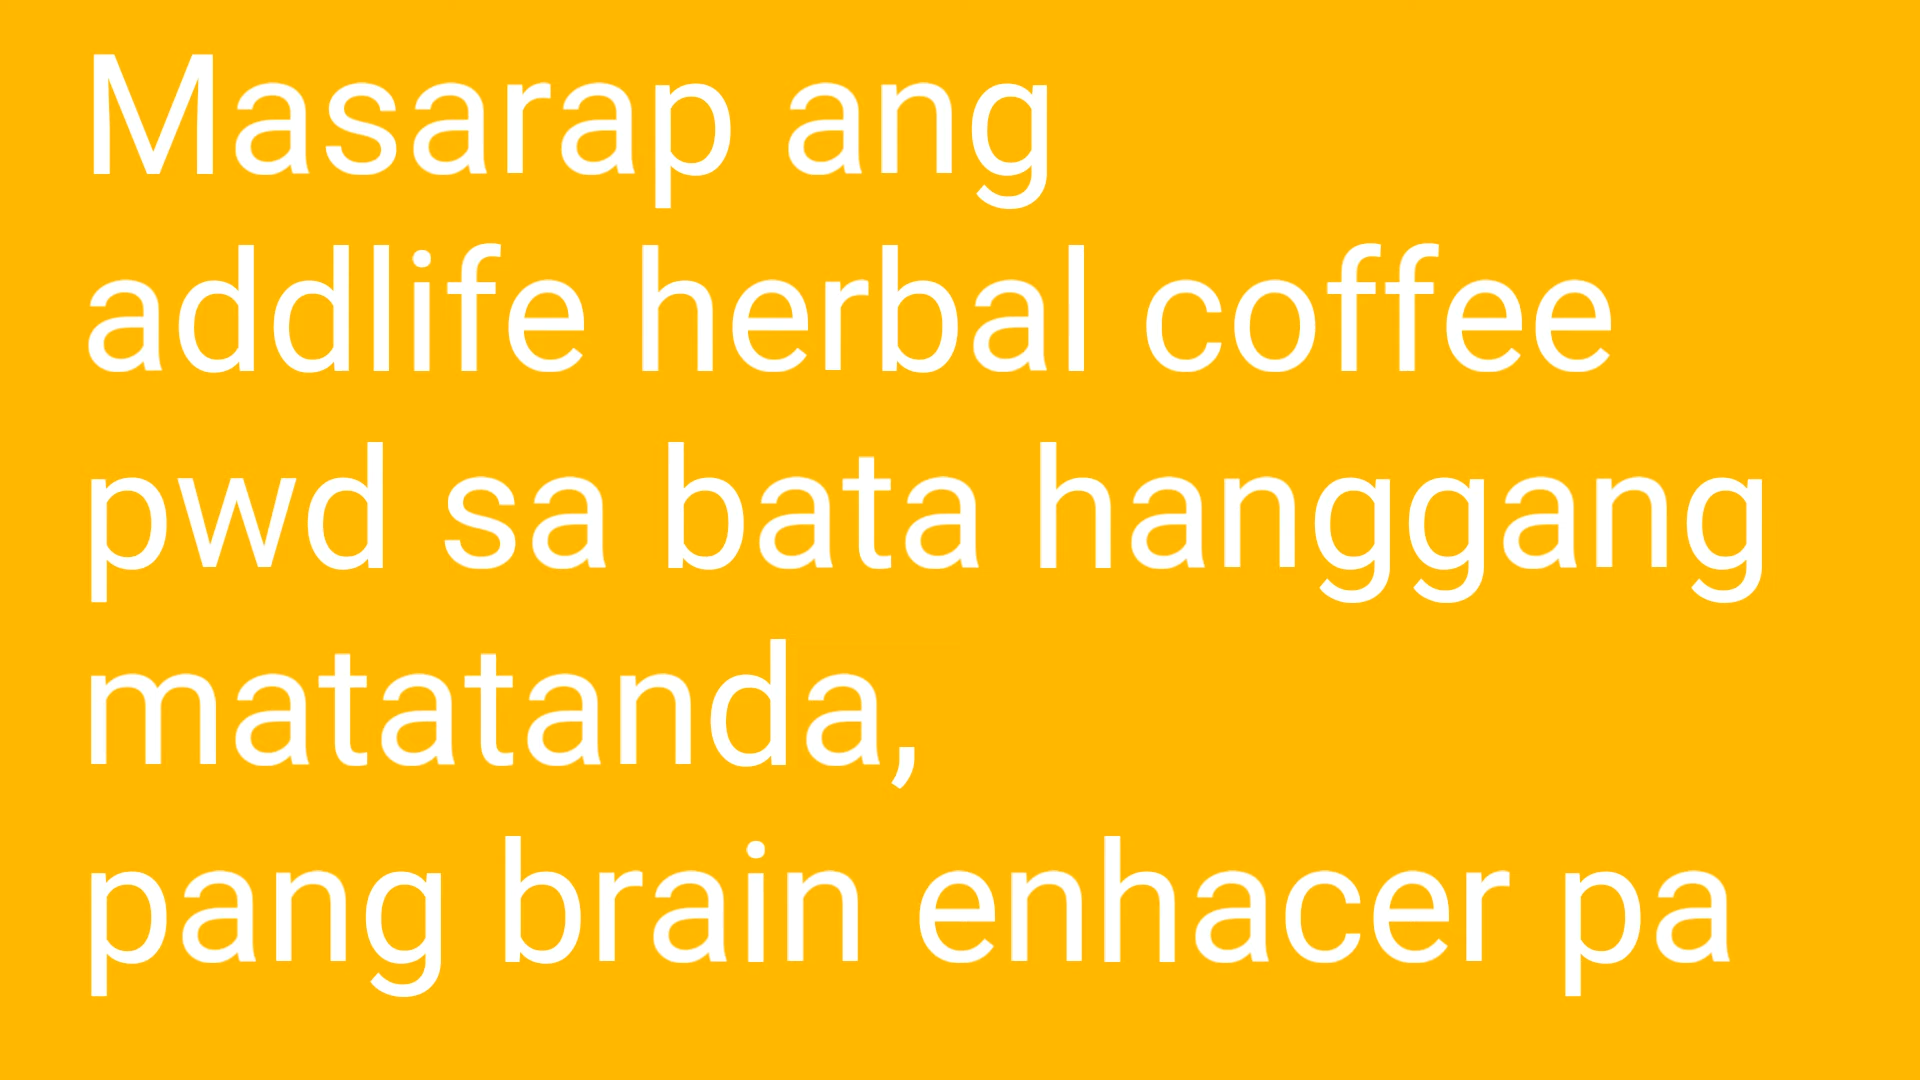 Masarap ang
addlife herbal coffee
pwd sa bata hanggang
matatanda,
pang brain enhacer pa